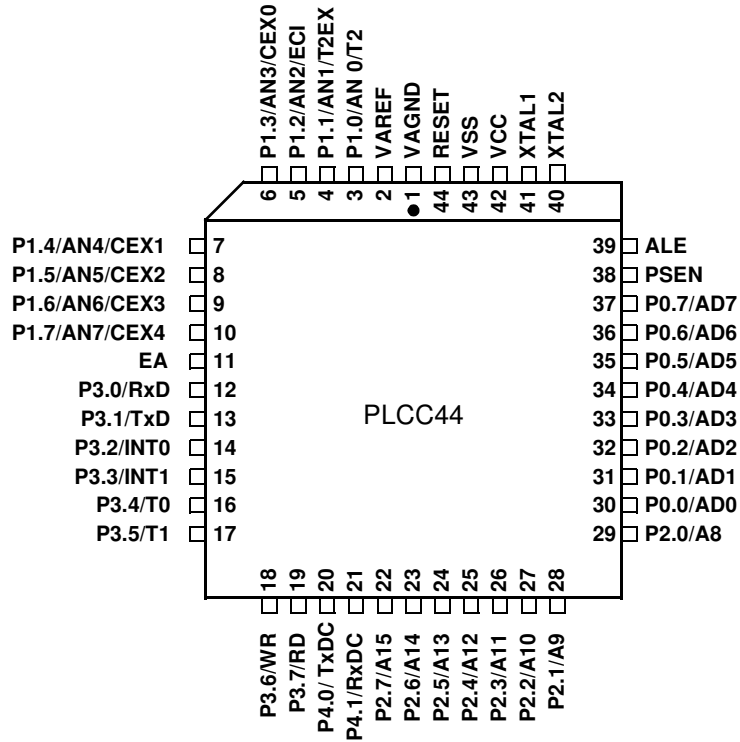 P1.3/AN3/CEX0
P1.2/AN2/ECI
P1.1/AN1/T2EX
P1.0/AN 0/T2
VAREF
VAGND
RESET
VSS
VCC
XTAL1
XTAL2
6
5
4
3
2
1
44
43
42
41
40
P1.4/AN4/CEX1 7
P1.5/AN5/CEX2 8
P1.6/AN6/CEX3 9
P1.7/AN7/CEX4 10
EA 11
P3.0/RxD 12
P3.1/TxD 13
P3.2/INT0 14
P3.3/INT1 15
P3.4/T0 16
P3.5/T1 17
PLCC44
39 ALE
38 PSEN
37 P0.7/AD7
36 P0.6/AD6
35 P0.5/AD5
34 P0.4/AD4
33 P0.3/AD3
32 P0.2/AD2
31 P0.1/AD1
30 P0.0/AD0
29 P2.0/A8
18
19
20
21
22
23
24
25
26
27
28
P3.6/WR
P3.7/RD
P4.0/ TxDC
P4.1/RxDC
P2.7/A15
P2.6/A14
P2.5/A13
P2.4/A12
P2.3/A11
P2.2/A10
P2.1/A9